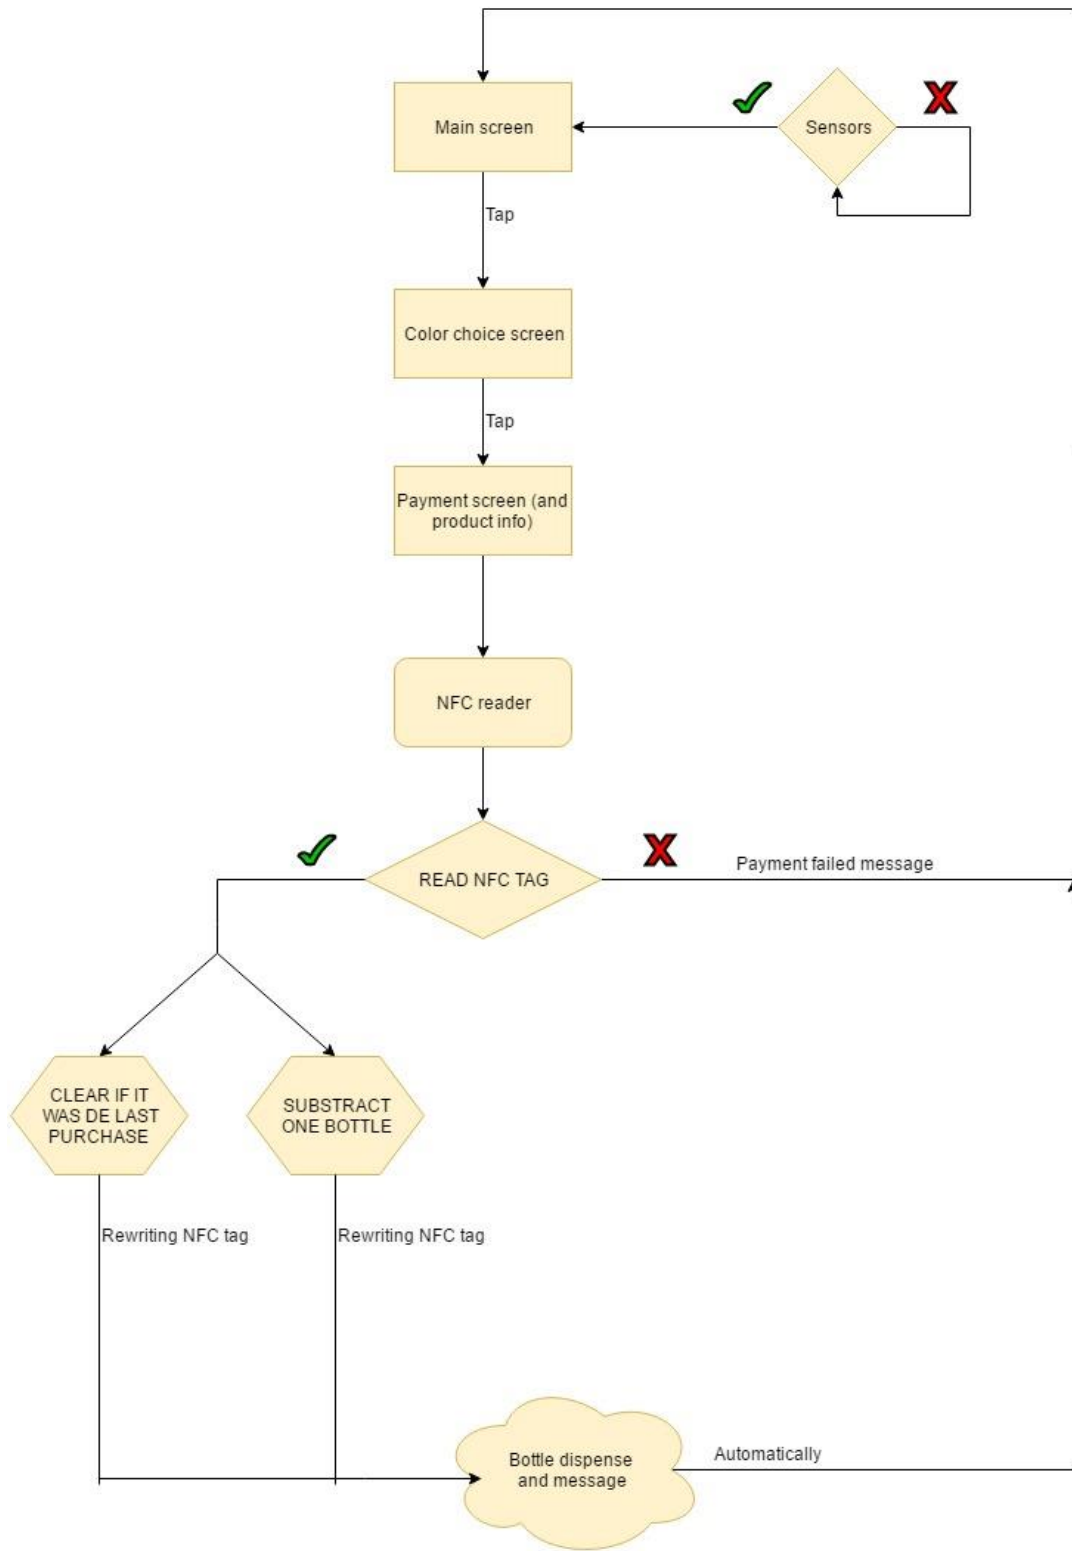 Main screen
Sensors
Tap
Color choice screen
Tap
Payment screen (and
product info)
NFC reader
READ NFC TAG
Payment failed message
CLEAR IF IT
WAS DE LAST
PURCHASE
SUBSTRACT
ONE BOTTLE
Rewriting NFC tag
Rewriting NFC tag
Bottle dispense
and message
Automatically